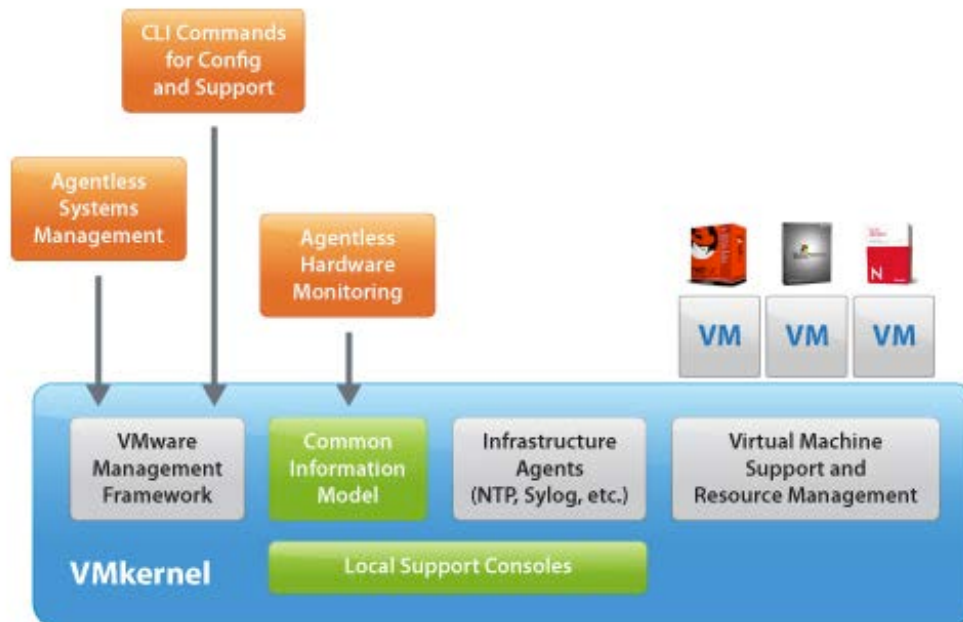 CLI Commands
for Config
and Support
Agentless
Systems
Management
Agentless
Hardware
Monitoring
N
VM
VM
VM
VMware
Management
Framework
Common
Information
Model
Infrastructure
Agents
(NTP, Sylog, etc.)
Virtual Machine
Support and
Resource Management
VMkernel
Local Support Consoles